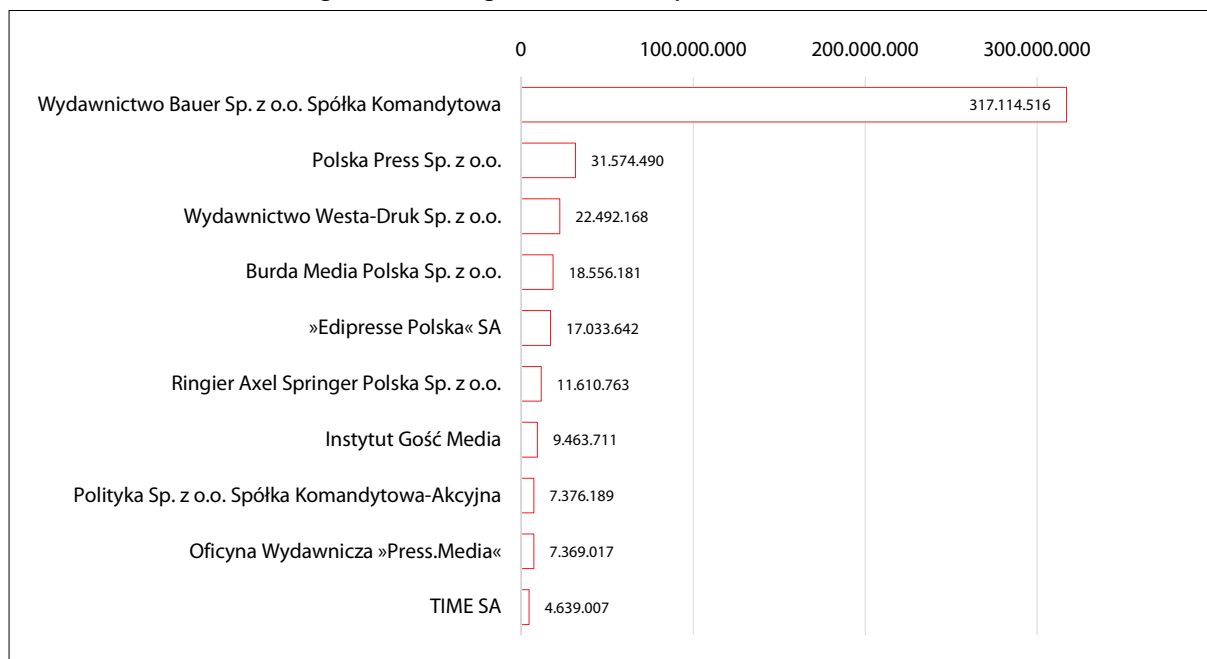 0 100.000.000 200.000.000 300.000.000
Wydawnictwo Bauer Sp. z o.o. Spółka Komandytowa 317.114.516
Polska Press Sp. z o.o. 31.574.490
Wydawnictwo Westa-Druk Sp. z o.o. 22.492.168
Burda Media Polska Sp. z o.o. 18.556.181
»Edipresse Polska« SA 17.033.642
Ringier Axel Springer Polska Sp. z o.o. 11.610.763
Instytut Gość Media 9.463.711
Polityka Sp. z o.o. Spółka Komandytowa-Akcyjna 7.376.189
Oficyna Wydawnicza »Press.Media« 7.369.017
TIME SA 4.639.007